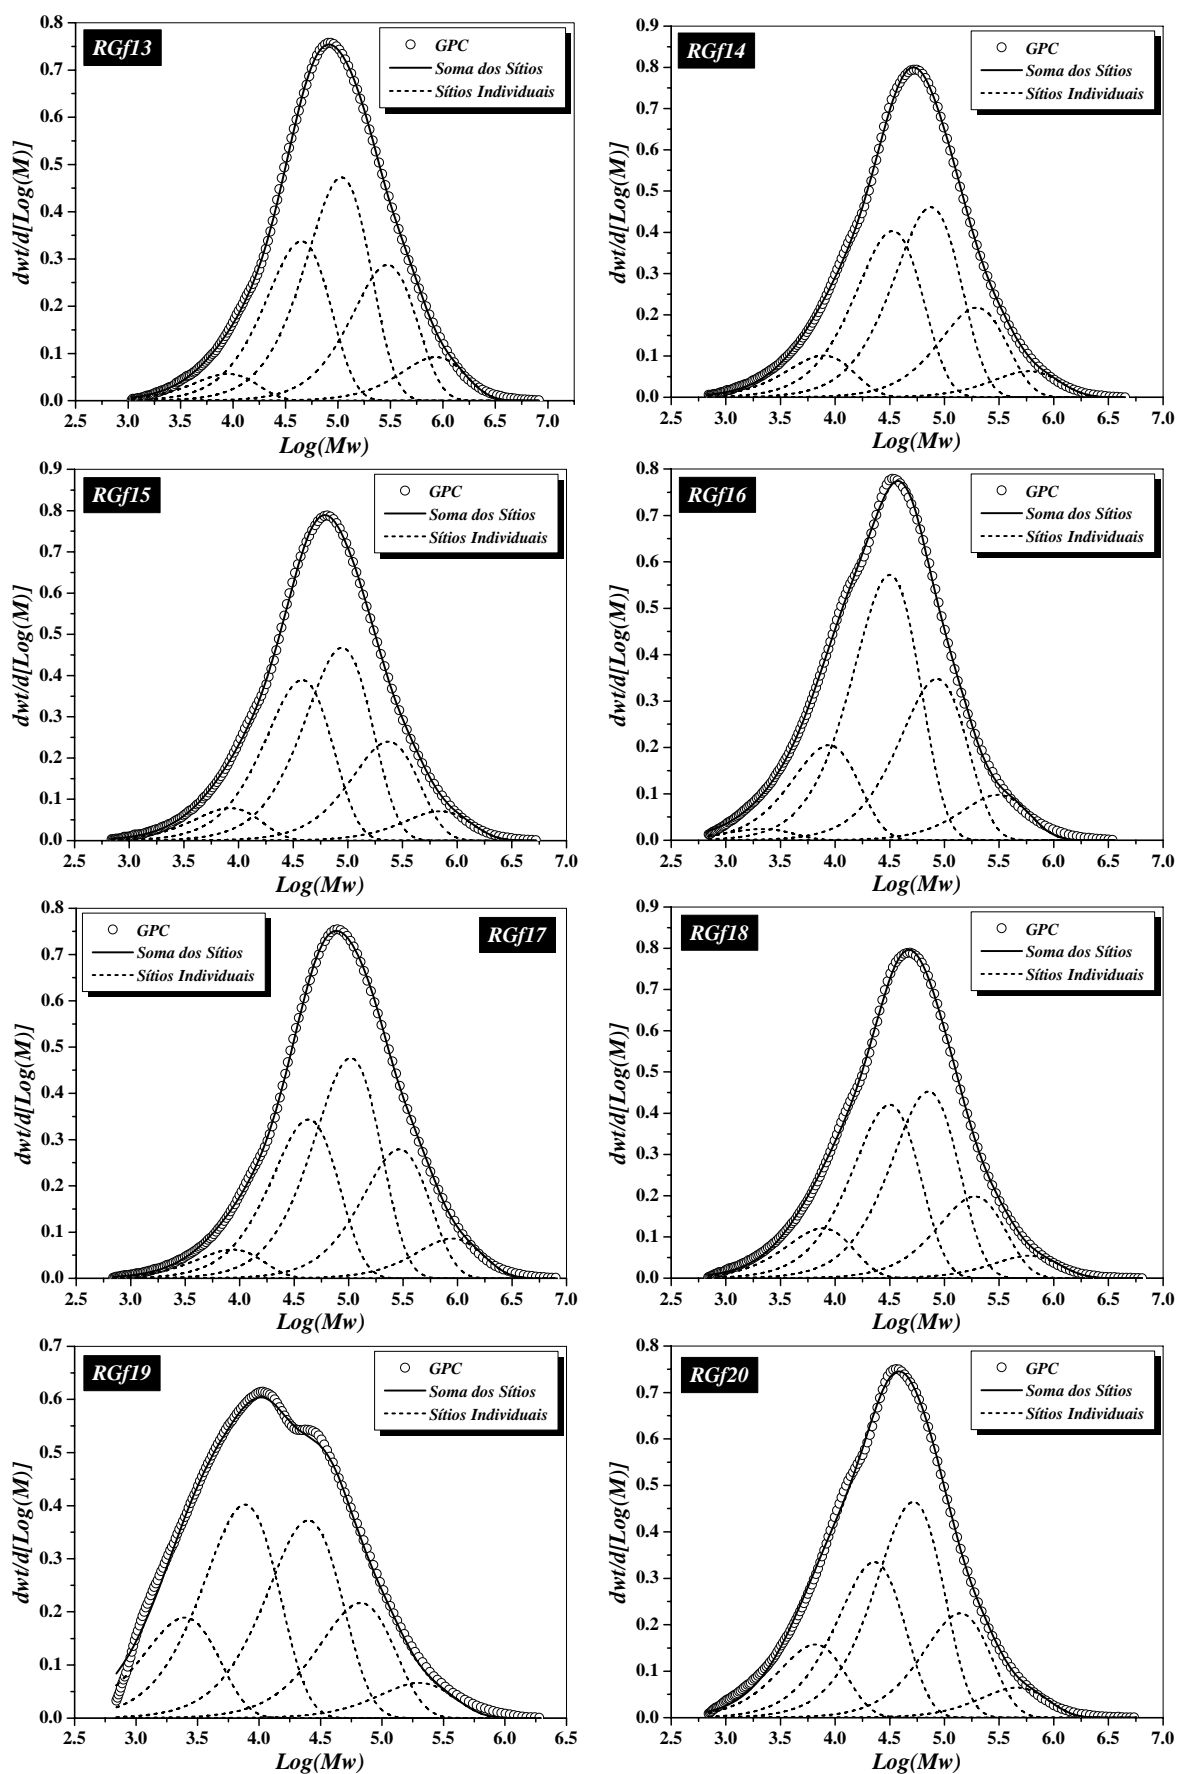 RGf13
GPC
Soma dos Sítios
Sítios Individuais
dwt/d[Log(M)]
0.8
0.7
0.6
0.5
0.4
0.3
0.2
0.1
0.0
2.5 3.0 3.5 4.0 4.5 5.0 5.5 6.0 6.5 7.0
Log(Mw)
RGf14
GPC
Soma dos Sítios
Sítios Individuais
dwt/d[Log(M)]
0.9
0.8
0.7
0.6
0.5
0.4
0.3
0.2
0.1
0.0
2.5 3.0 3.5 4.0 4.5 5.0 5.5 6.0 6.5 7.0
Log(Mw)
RGf15
GPC
Soma dos Sítios
Sítios Individuais
dwt/d[Log(M)]
0.9
0.8
0.7
0.6
0.5
0.4
0.3
0.2
0.1
0.0
2.5 3.0 3.5 4.0 4.5 5.0 5.5 6.0 6.5 7.0
Log(Mw)
RGf16
GPC
Soma dos Sítios
Sítios Individuais
dwt/d[Log(M)]
0.8
0.7
0.6
0.5
0.4
0.3
0.2
0.1
0.0
2.5 3.0 3.5 4.0 4.5 5.0 5.5 6.0 6.5 7.0
Log(Mw)
RGf17
GPC
Soma dos Sítios
Sítios Individuais
dwt/d[Log(M)]
0.8
0.7
0.6
0.5
0.4
0.3
0.2
0.1
0.0
2.5 3.0 3.5 4.0 4.5 5.0 5.5 6.0 6.5 7.0
Log(Mw)
RGf18
GPC
Soma dos Sítios
Sítios Individuais
dwt/d[Log(M)]
0.9
0.8
0.7
0.6
0.5
0.4
0.3
0.2
0.1
0.0
2.5 3.0 3.5 4.0 4.5 5.0 5.5 6.0 6.5 7.0
Log(Mw)
RGf19
GPC
Soma dos Sítios
Sítios Individuais
dwt/d[Log(M)]
0.7
0.6
0.5
0.4
0.3
0.2
0.1
0.0
2.5 3.0 3.5 4.0 4.5 5.0 5.5 6.0 6.5
Log(Mw)
RGf20
GPC
Soma dos Sítios
Sítios Individuais
dwt/d[Log(M)]
0.8
0.7
0.6
0.5
0.4
0.3
0.2
0.1
0.0
2.5 3.0 3.5 4.0 4.5 5.0 5.5 6.0 6.5 7.0
Log(Mw)